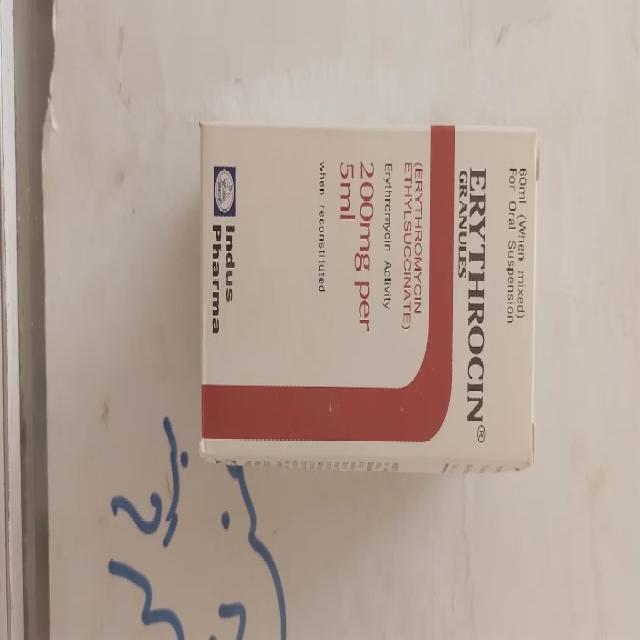 60ml (When mixed)
For Oral Suspension
ERYTHROCIN®
GRANULES
(ERYTHROMYCIN
ETHYLSUCCINATE)
Erythromycin Activity
200mg per
5ml
when reconstituted
Indus
Pharma